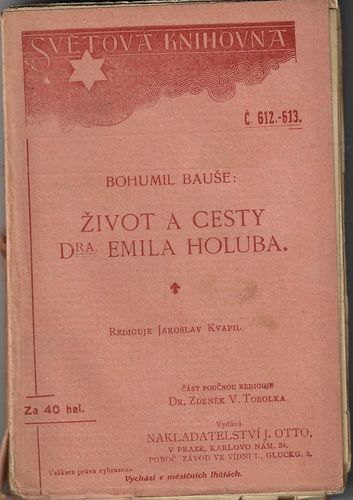 SVĚTOVÁ KNIHOVNA
Č. 612.-613.
BOHUMIL BAUŠE:
ŽIVOT A CESTY
DRA. EMILA HOLUBA.
REDIGUJE JAROSLAV KVAPIL.
ČÁST POUČNOU REDIGUJE
DR. ZDENĚK V. TOBOLKA.
Za 40 hal.
Vydává
NAKLADATELSTVÍ J. OTTO,
V PRAZE, KARLOVO NÁM. 34.
POBOČ. ZÁVOD VE VÍDNI I., GLUCKG. 3.
Veškera práva vyhrazena.
Vychází v měsíčních lhůtách.